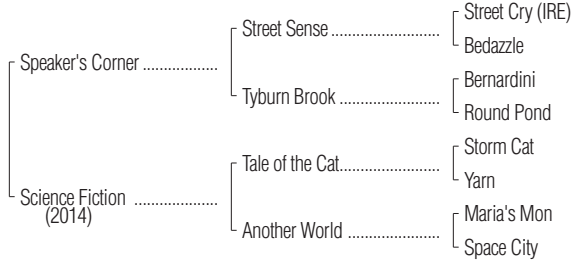 Street Cry (IRE)
Street Sense ......................
Bedazzle
Speaker's Corner ..................
Bernardini
Tyburn Brook ......................
Round Pond
Storm Cat
Tale of the Cat......................
Yarn
Science Fiction ....................
(2014)
Maria's Mon
Another World ....................
Space City